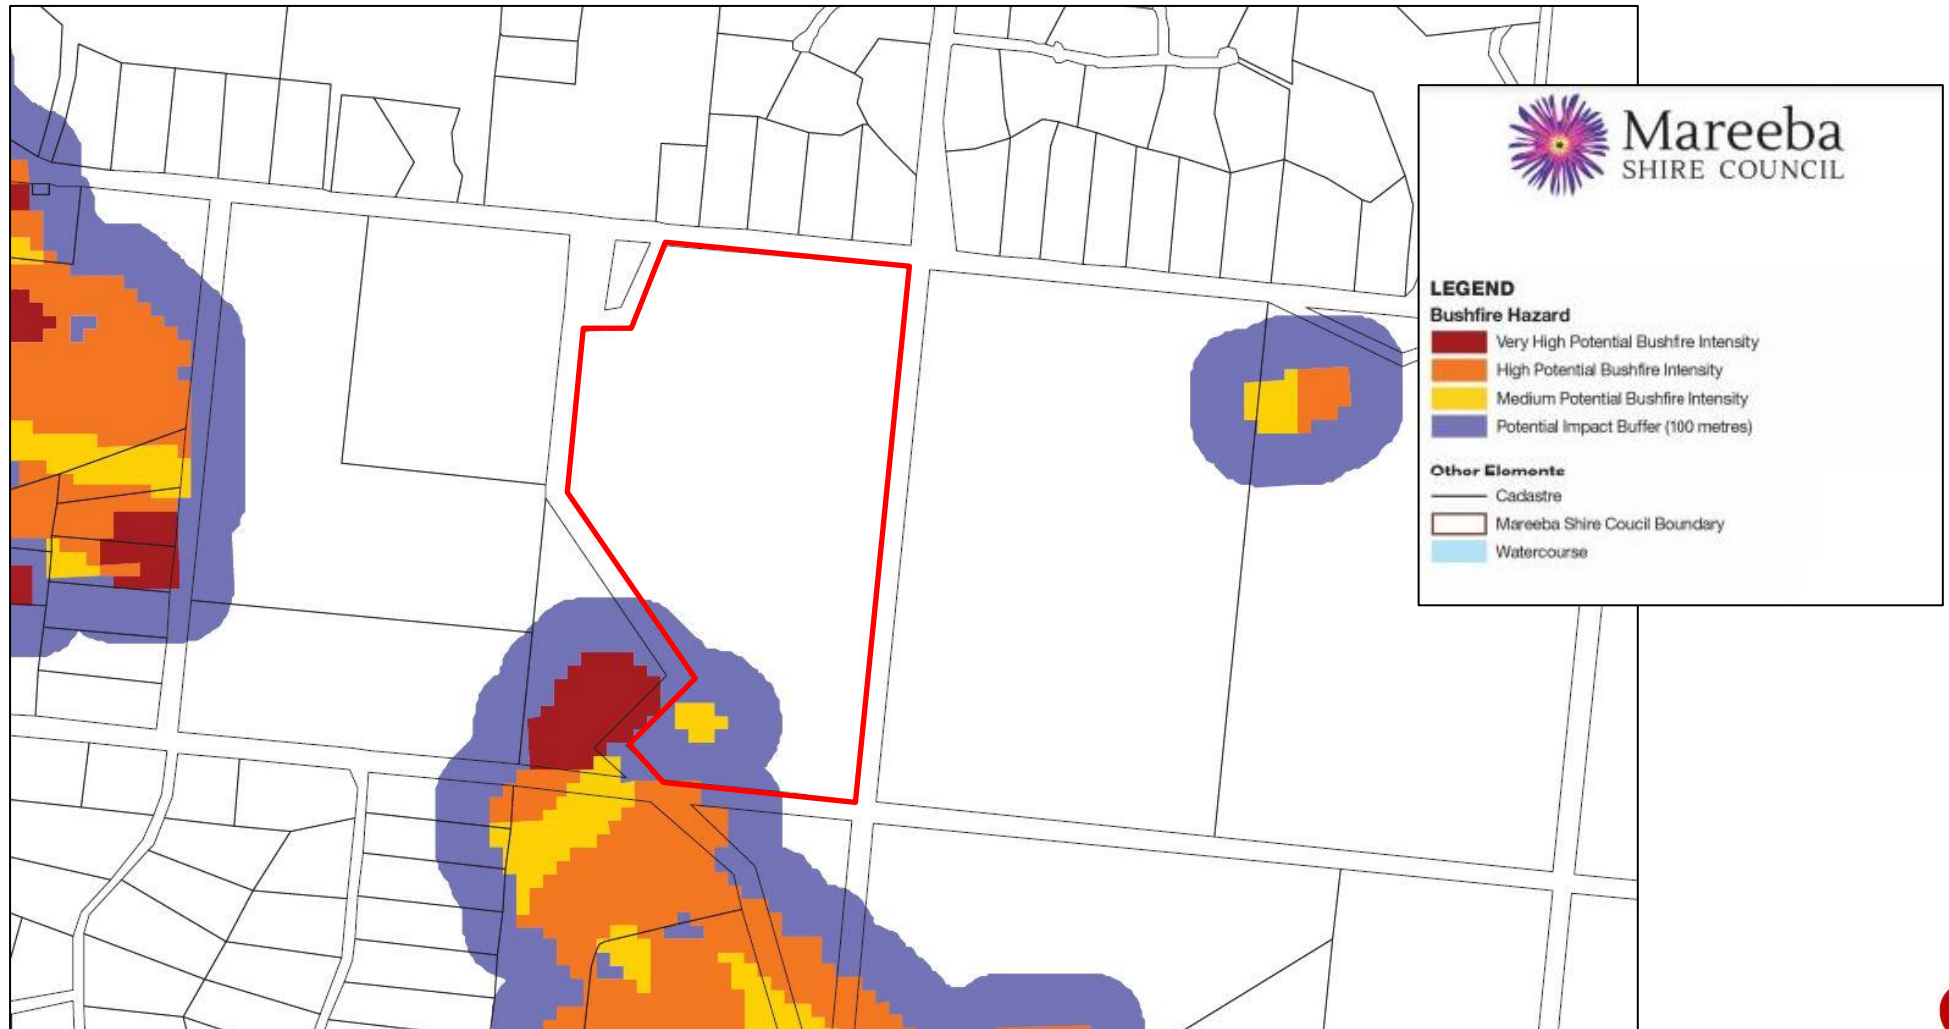 Mareeba
SHIRE COUNCIL
LEGEND
Bushfire Hazard
Very High Potential Bushfire Intensity
High Potential Bushfire Intensity
Medium Potential Bushfire Intensity
Potential Impact Buffer (100 metres)
Other Elements
Cadastre
Mareeba Shire Coucil Boundary
Watercourse